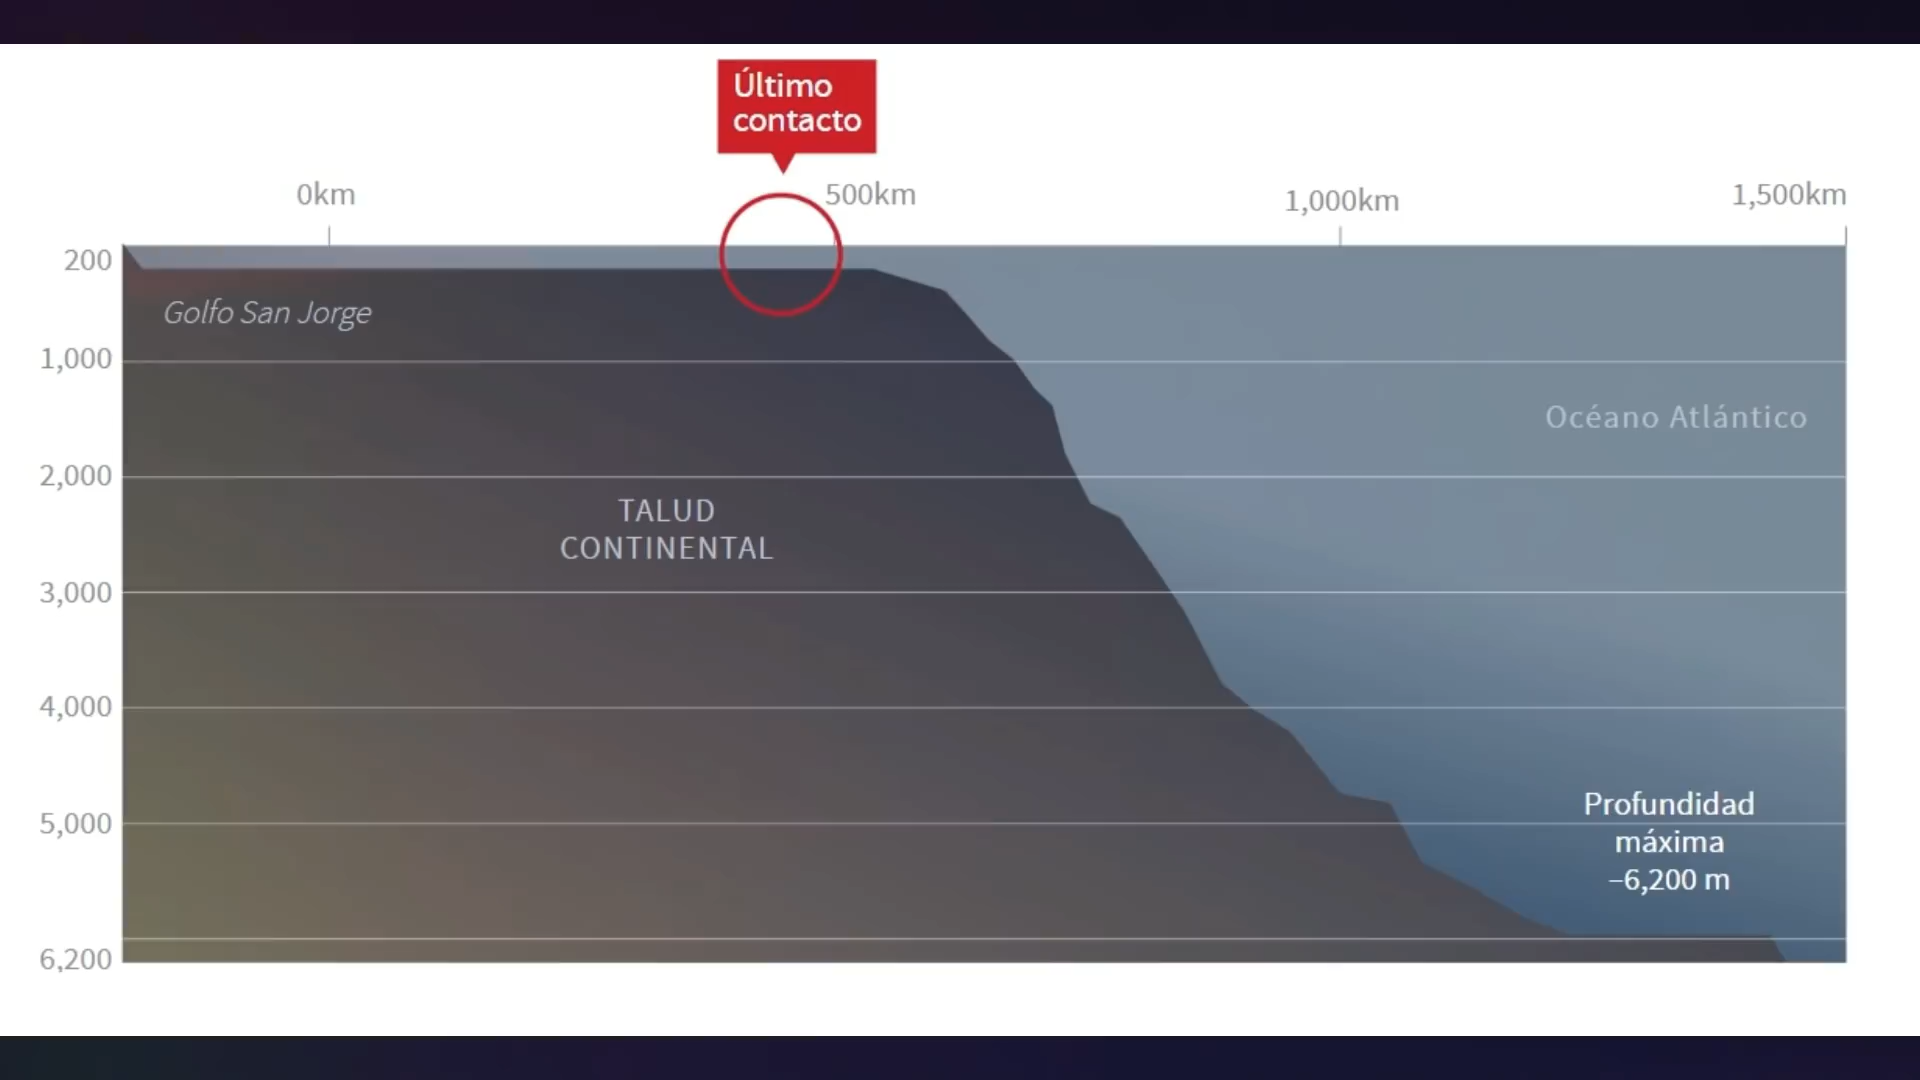 Último
contacto
0km
500km
1,000km
1,500km
200
Golfo San Jorge
1,000
Océano Atlántico
2,000
TALUD
CONTINENTAL
3,000
4,000
Profundidad
máxima
–6,200 m
5,000
6,200